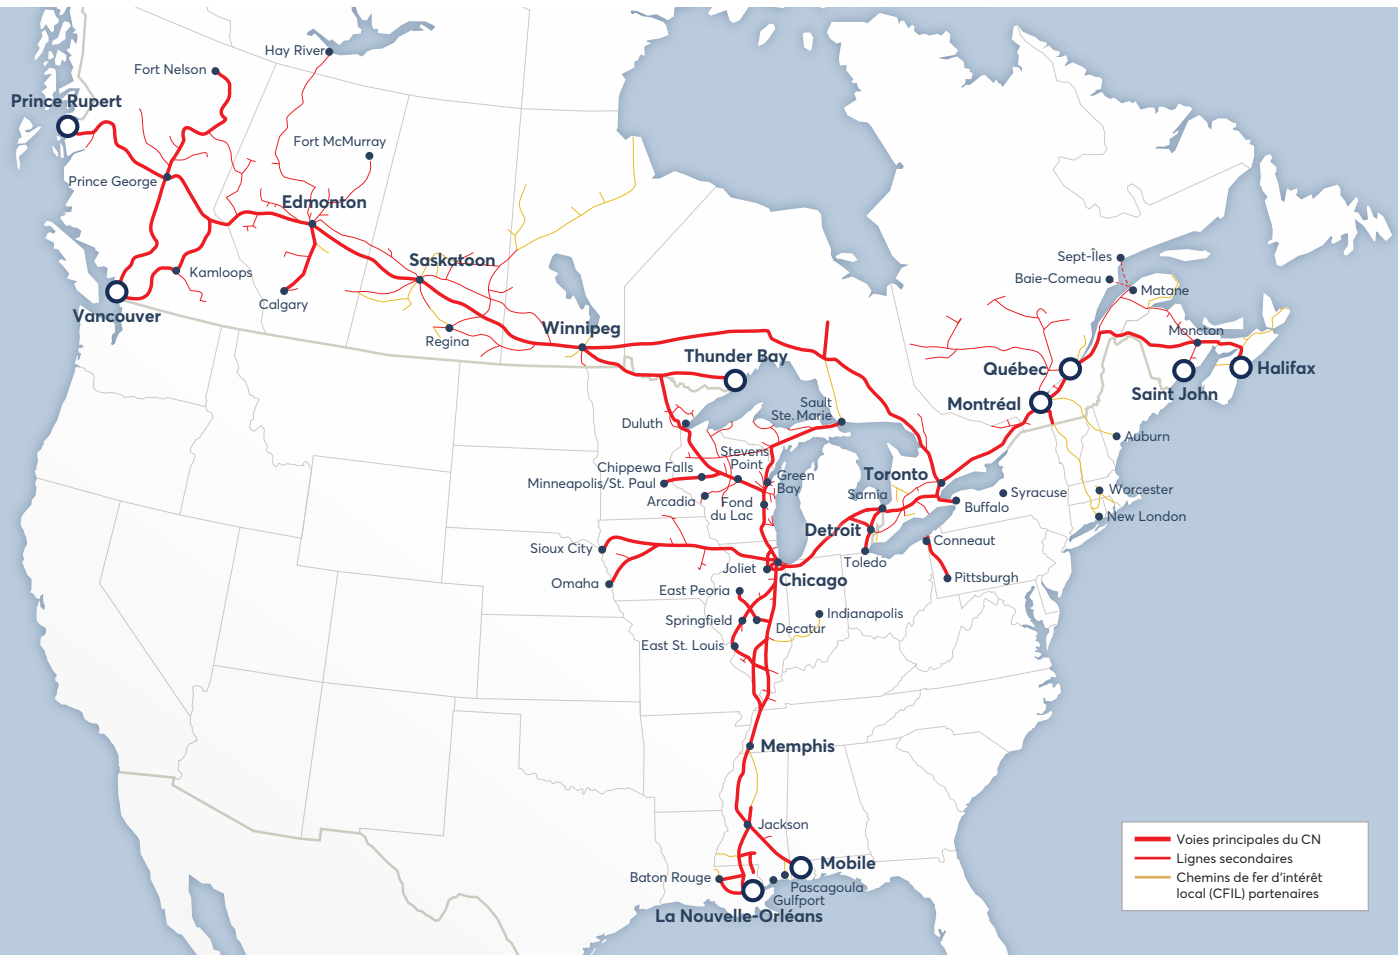 Hay River
Fort Nelson
Prince Rupert
Fort McMurray
Prince George
Edmonton
Saskatoon
Kamloops
Calgary
Vancouver
Regina
Winnipeg
Thunder Bay
Sept-Îles
Baie-Comeau
Matane
Moncton
Québec
Halifax
Saint John
Montréal
Sault
Ste. Marie
Duluth
Auburn
Stevens
Point
Chippewa Falls
Minneapolis/St. Paul
Green
Bay
Toronto
Sarnia
Arcadia
Fond
du Lac
Syracuse
Worcester
Buffalo
New London
Detroit
Conneaut
Sioux City
Toledo
Joliet
Chicago
Pittsburgh
Omaha
East Peoria
Indianapolis
Springfield
Decatur
East St. Louis
Memphis
Jackson
Mobile
Baton Rouge
Pascagoula
Gulfport
La Nouvelle-Orléans
Voies principales du CN
Lignes secondaires
Chemins de fer d'intérêt
local (CFIL) partenaires